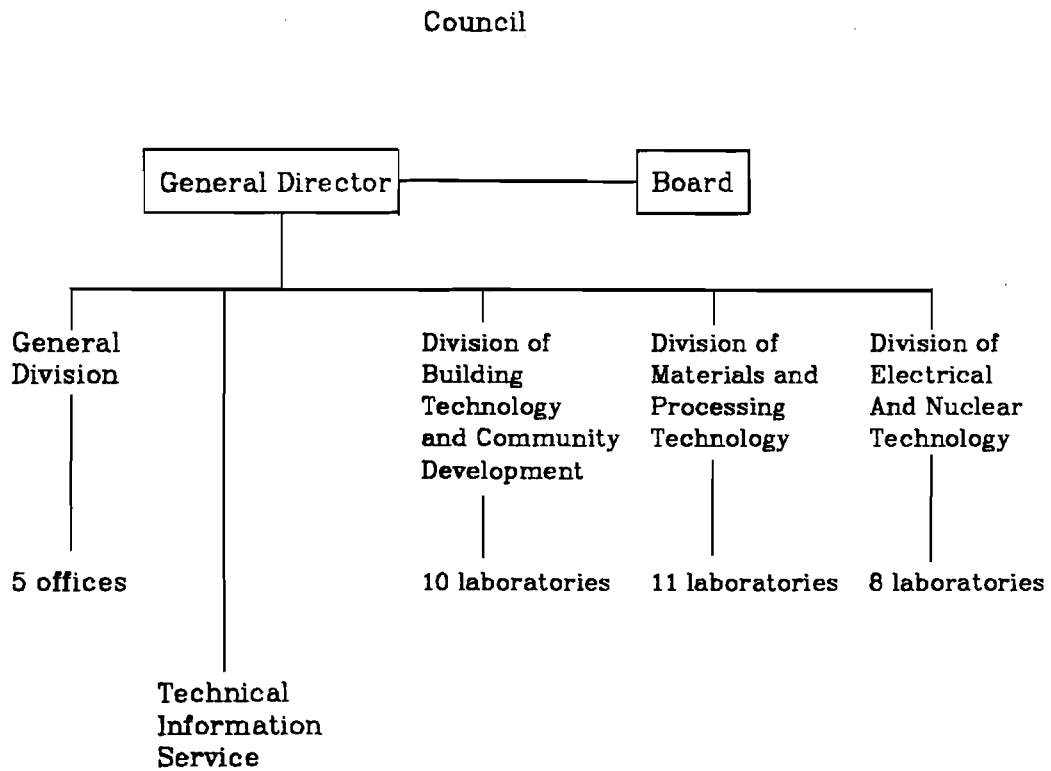 Council
General Director
Board
General
Division
Division of
Building
Technology
and Community
Development
Division of
Materials and
Processing
Technology
Division of
Electrical
And Nuclear
Technology
5 offices
10 laboratories
11 laboratories
8 laboratories
Technical
Information
Service